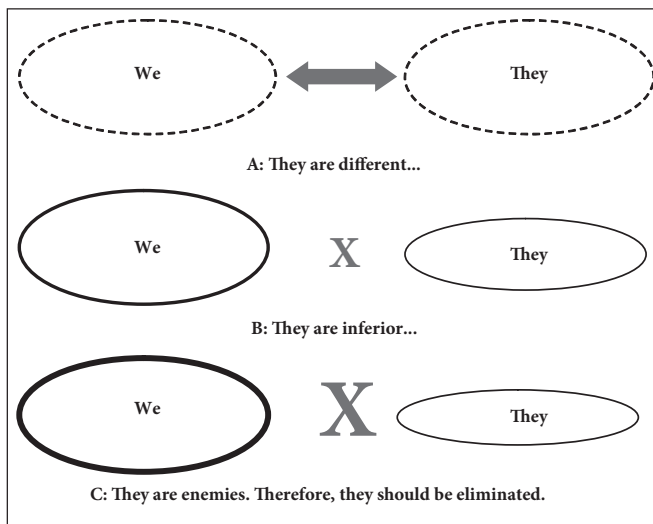 We They
A: They are different...
We X They
B: They are inferior...
We X They
C: They are enemies. Therefore, they should be eliminated.